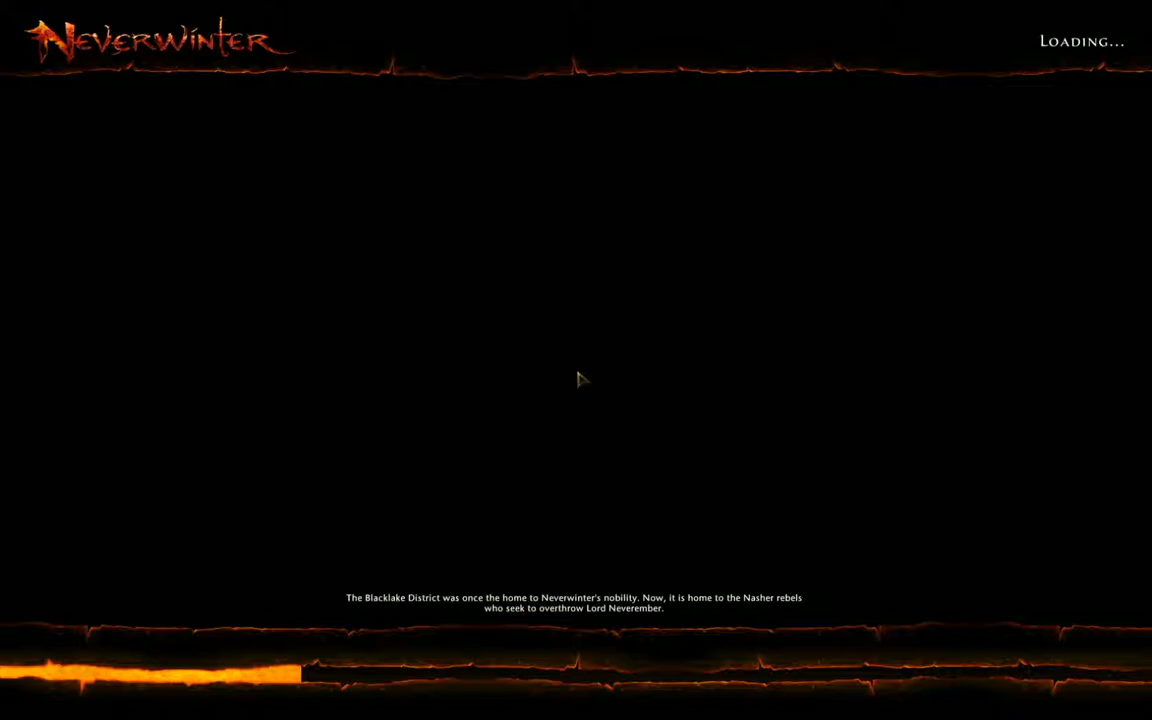 NEVERWINTER
LOADING...
The Blacklake District was once the home to Neverwinter's nobility. Now, it is home to the Nasher rebels
who seek to overthrow Lord Neverember.